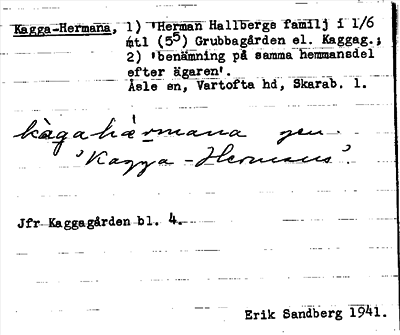 Kagga-Hermana, 1) 'Herman Hallbergs familj i 1/6
mtl (5⁵) Grubbagården el. Kaggag.;
2) 'benämning på samma hemmansdel
efter ägaren'.
Åsle sn, Vartofta hd, Skarab. l.
kàgahæ̀rmana gen.
'Kagga-Hermans'.
Jfr Kaggagården bl. 4.
Erik Sandberg 1941.